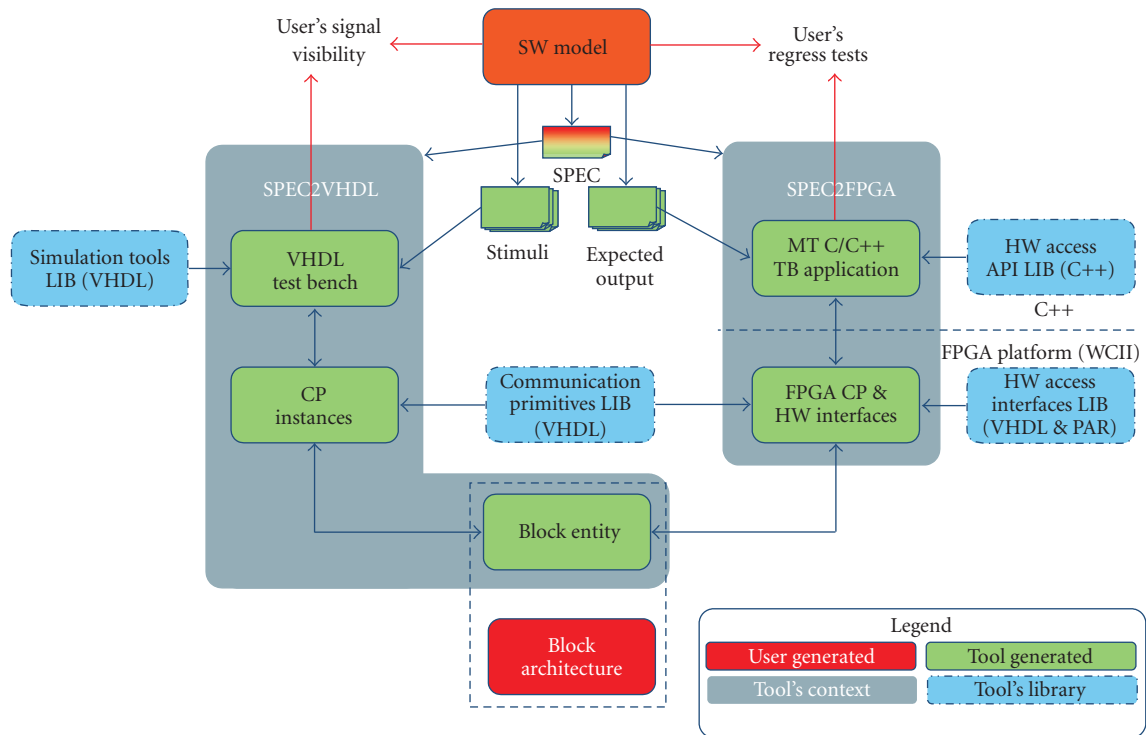 User's signal
visibility
SW model
User's
regress tests
SPEC
SPEC2VHDL
SPEC2FPGA
Stimuli
Expected
output
Simulation tools
LIB (VHDL)
VHDL
test bench
MT C/C++
TB application
HW access
API LIB (C++)
C++
FPGA platform (WCII)
CP
instances
Communication
primitives LIB
(VHDL)
FPGA CP &
HW interfaces
HW access
interfaces LIB
(VHDL & PAR)
Block entity
Block
architecture
Legend
User generated
Tool generated
Tool's context
Tool's library